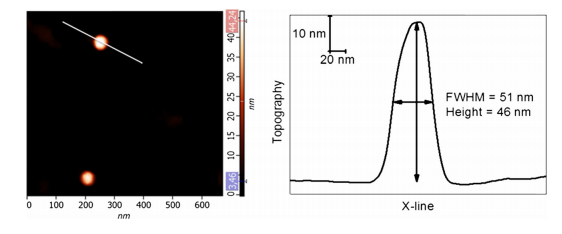 44,24
40
35
30
25
20
15
10
3,46
nm
0 100 200 300 400 500 600
nm
10 nm
20 nm
FWHM = 51 nm
Height = 46 nm
Topography
X-line